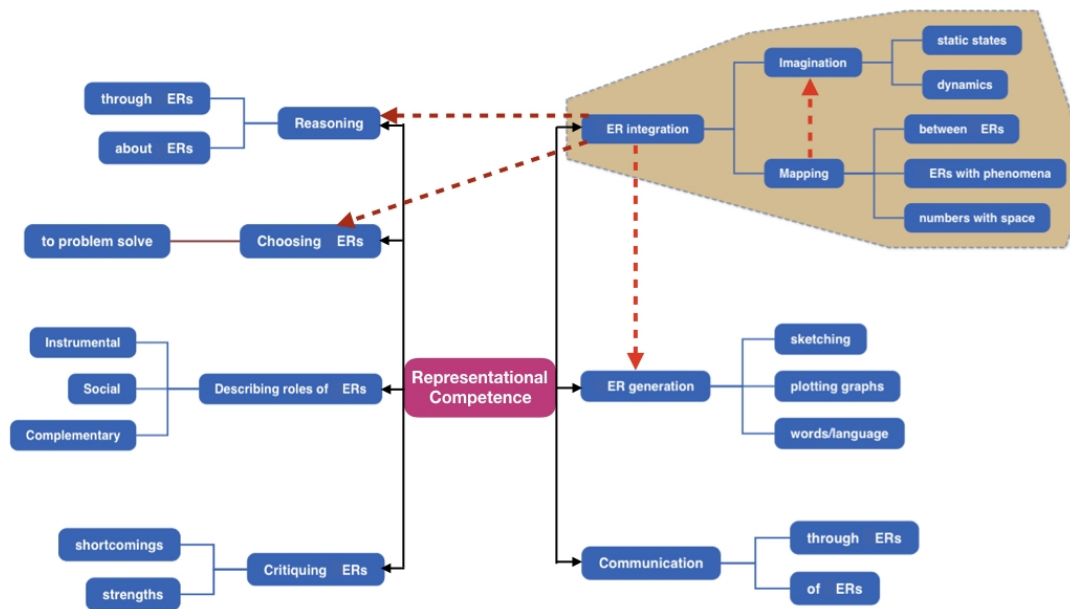 through ERs
about ERs
Reasoning
to problem solve
Choosing ERs
Instrumental
Social
Complementary
Describing roles of ERs
shortcomings
strengths
Critiquing ERs
Representational
Competence
ER integration
Imagination
static states
dynamics
Mapping
between ERs
ERs with phenomena
numbers with space
ER generation
sketching
plotting graphs
words/language
Communication
through ERs
of ERs